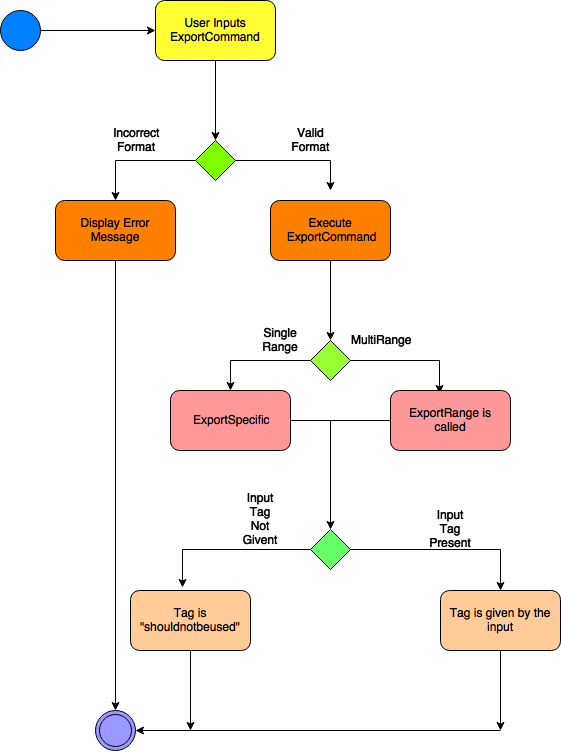 User Inputs
ExportCommand
Incorrect
Format
Valid
Format
Display Error
Message
Execute
ExportCommand
Single
Range
MultiRange
ExportSpecific
ExportRange is
called
Input
Tag
Not
Givent
Input
Tag
Present
Tag is
"shouldnotbeused"
Tag is given by the
input